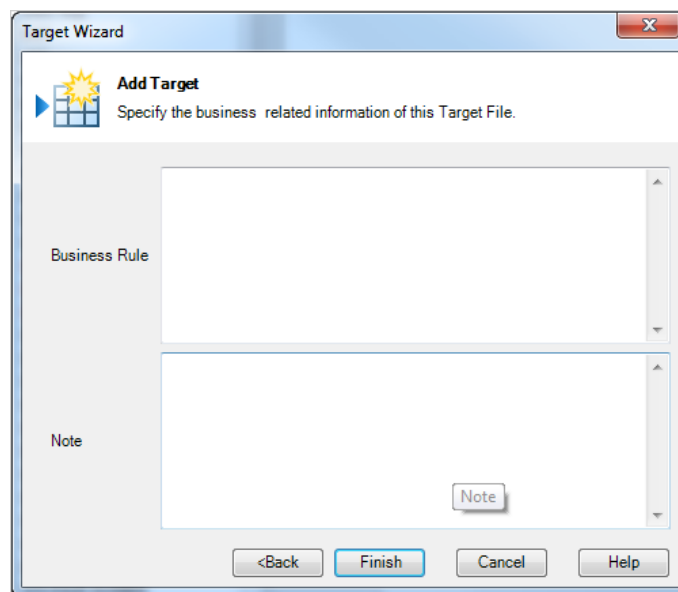 Target Wizard
Add Target
Specify the business related information of this Target File.
Business Rule
Note
Note
<Back Finish Cancel Help